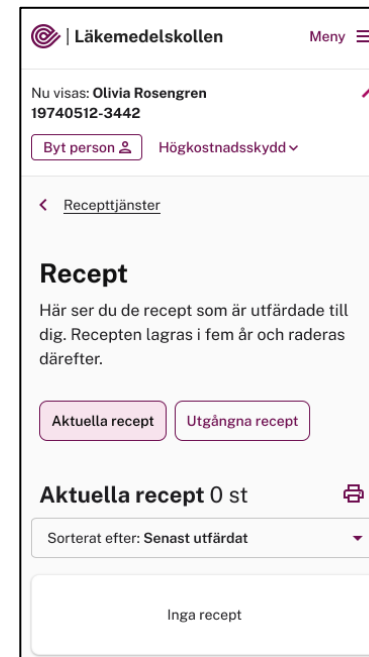 | Läkemedelskollen
Meny
Nu visas: Olivia Rosengren
19740512-3442
Byt person
Högkostnadsskydd
Recepttjänster
Recept
Här ser du de recept som är utfärdade till
dig. Recepten lagras i fem år och raderas
därefter.
Aktuella recept
Utgångna recept
Aktuella recept 0 st
Sorterat efter: Senast utfärdat
Inga recept